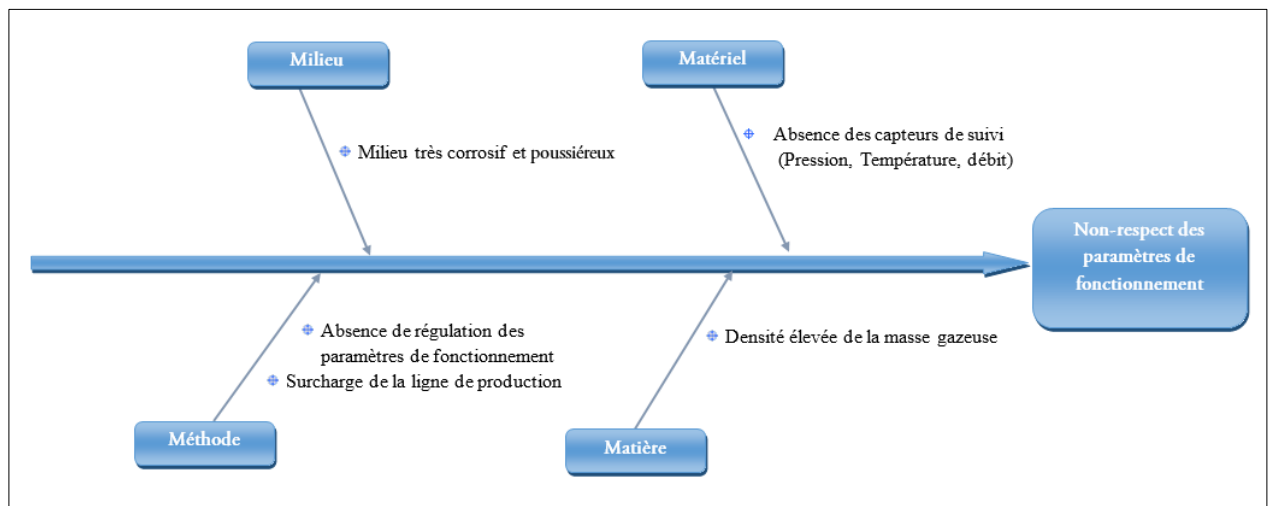 Milieu
Matériel
Milieu très corrosif et poussiéreux
Absence des capteurs de suivi
(Pression, Température, débit)
Non-respect des
paramètres de
fonctionnement
Absence de régulation des
paramètres de fonctionnement
Surcharge de la ligne de production
Densité élevée de la masse gazeuse
Méthode
Matière